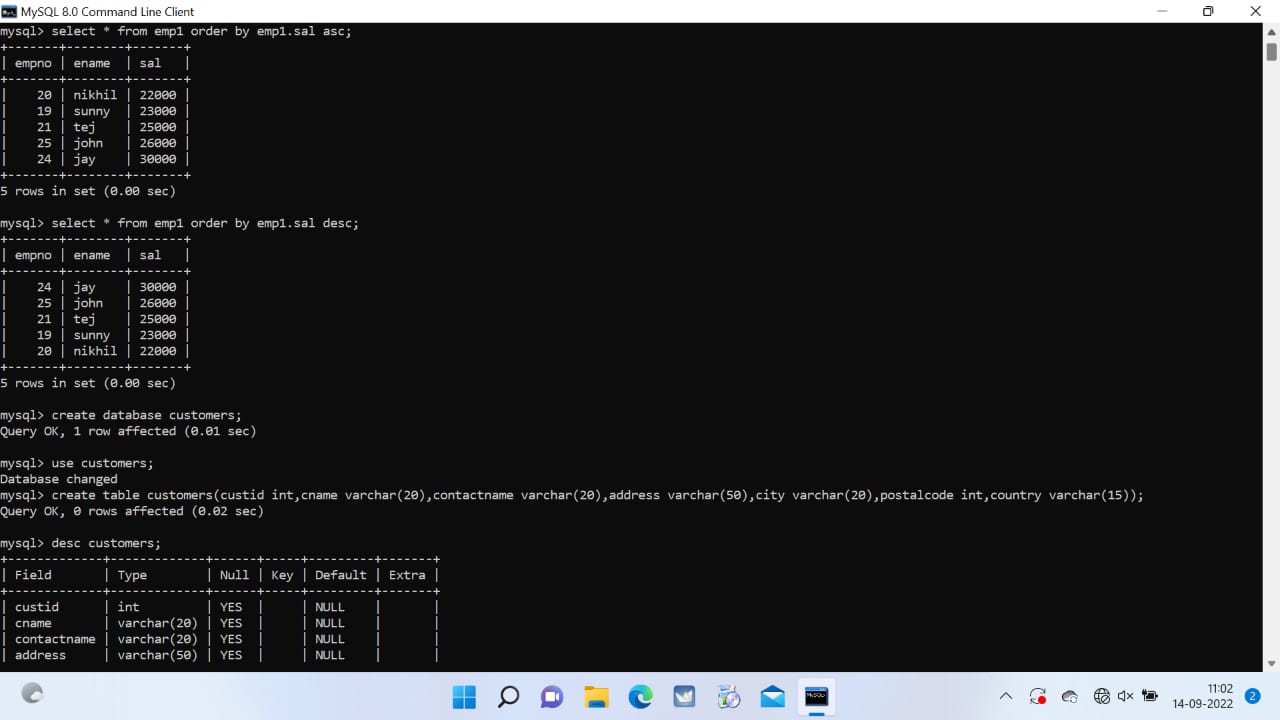 MySQL 8.0 Command Line Client
mysql> select * from emp1 order by emp1.sal asc;
+-------+--------+-------+
| empno | ename  | sal   |
+-------+--------+-------+
|    20 | nikhil | 22000 |
|    19 | sunny  | 23000 |
|    21 | tej    | 25000 |
|    25 | john   | 26000 |
|    24 | jay    | 30000 |
+-------+--------+-------+
5 rows in set (0.00 sec)
mysql> select * from emp1 order by emp1.sal desc;
+-------+--------+-------+
| empno | ename  | sal   |
+-------+--------+-------+
|    24 | jay    | 30000 |
|    25 | john   | 26000 |
|    21 | tej    | 25000 |
|    19 | sunny  | 23000 |
|    20 | nikhil | 22000 |
+-------+--------+-------+
5 rows in set (0.00 sec)
mysql> create database customers;
Query OK, 1 row affected (0.01 sec)
mysql> use customers;
Database changed
mysql> create table customers(custid int,cname varchar(20),contactname varchar(20),address varchar(50),city varchar(20),postalcode int,country varchar(15));
Query OK, 0 rows affected (0.02 sec)
mysql> desc customers;
+-------------+-------------+------+-----+---------+-------+
| Field       | Type        | Null | Key | Default | Extra |
+-------------+-------------+------+-----+---------+-------+
| custid      | int         | YES  |     | NULL    |       |
| cname       | varchar(20) | YES  |     | NULL    |       |
| contactname | varchar(20) | YES  |     | NULL    |       |
| address     | varchar(50) | YES  |     | NULL    |       |
11:02
14-09-2022
2